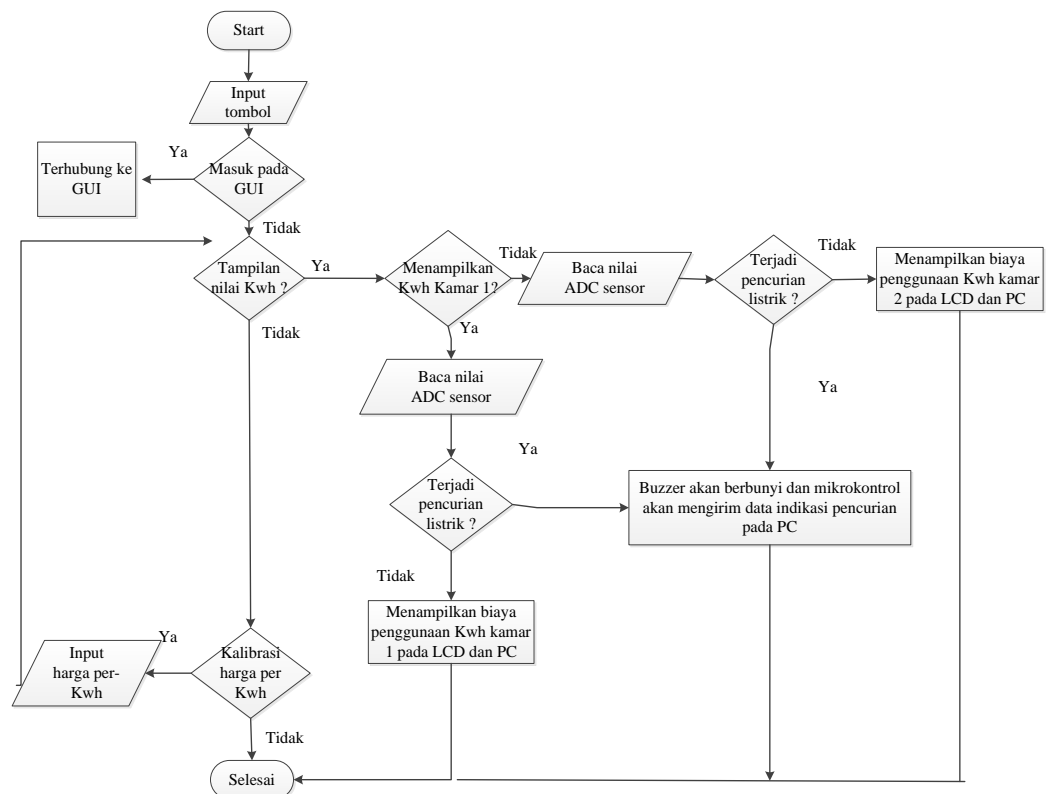 Start
Input
tombol
Ya
Masuk pada
GUI
Terhubung ke
GUI
Tidak
Tampilan
nilai Kwh ?
Ya
Menampilkan
Kwh Kamar 1?
Tidak
Baca nilai
ADC sensor
Terjadi
pencurian
listrik ?
Tidak
Menampilkan biaya
penggunaan Kwh kamar
2 pada LCD dan PC
Tidak
Ya
Baca nilai
ADC sensor
Ya
Ya
Terjadi
pencurian
listrik ?
Buzzer akan berbunyi dan mikrokontrol
akan mengirim data indikasi pencurian
pada PC
Tidak
Menampilkan biaya
penggunaan Kwh kamar
1 pada LCD dan PC
Ya
Input
harga per-
Kwh
Kalibrasi
harga per
Kwh
Tidak
Selesai